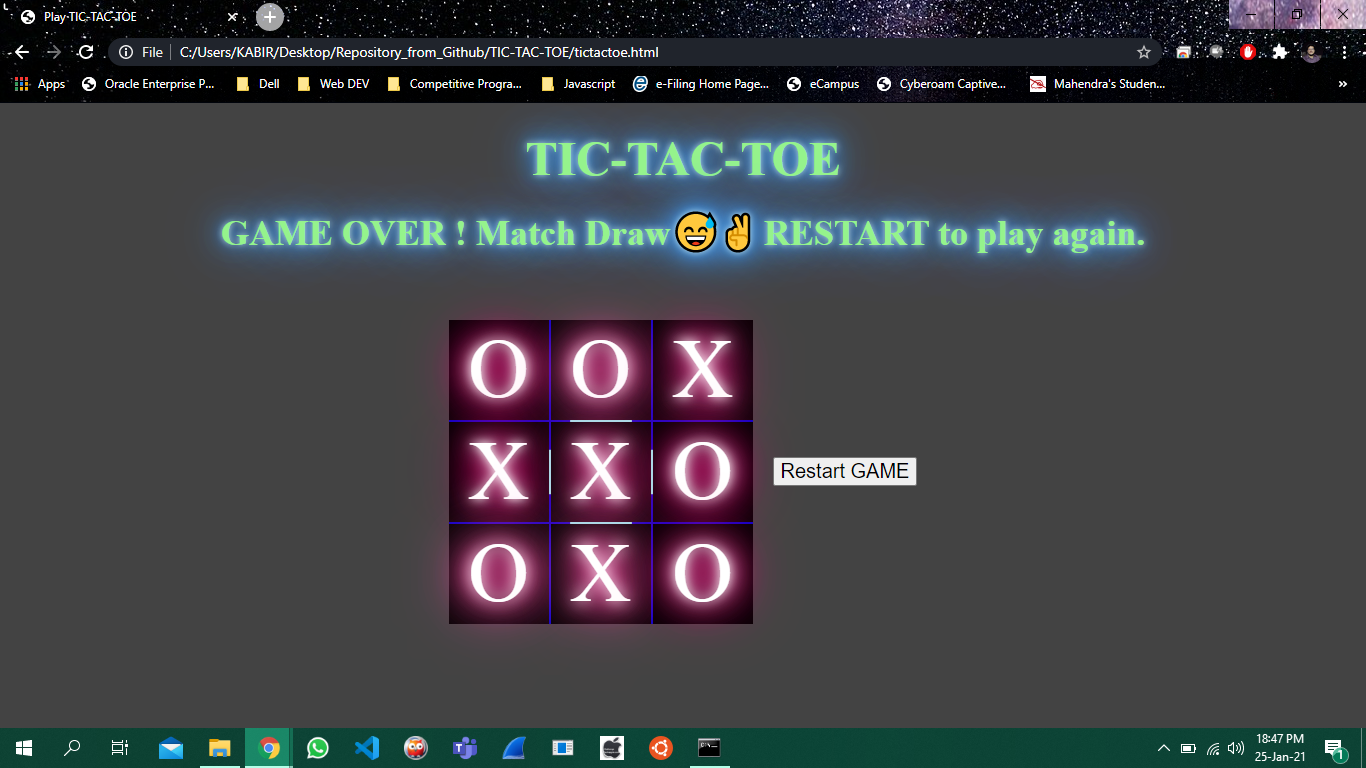 Play TIC-TAC-TOE
File C:/Users/KABIR/Desktop/Repository_from_Github/TIC-TAC-TOE/tictactoe.html
Apps Oracle Enterprise P... Dell Web DEV Competitive Progra... Javascript e-Filing Home Page... eCampus Cyberoam Captive... Mahendra's Studen... »
TIC-TAC-TOE
GAME OVER ! Match Draw😅✌ RESTART to play again.
O O X
X X O
Restart GAME
O X O
18:47 PM
25-Jan-21
1